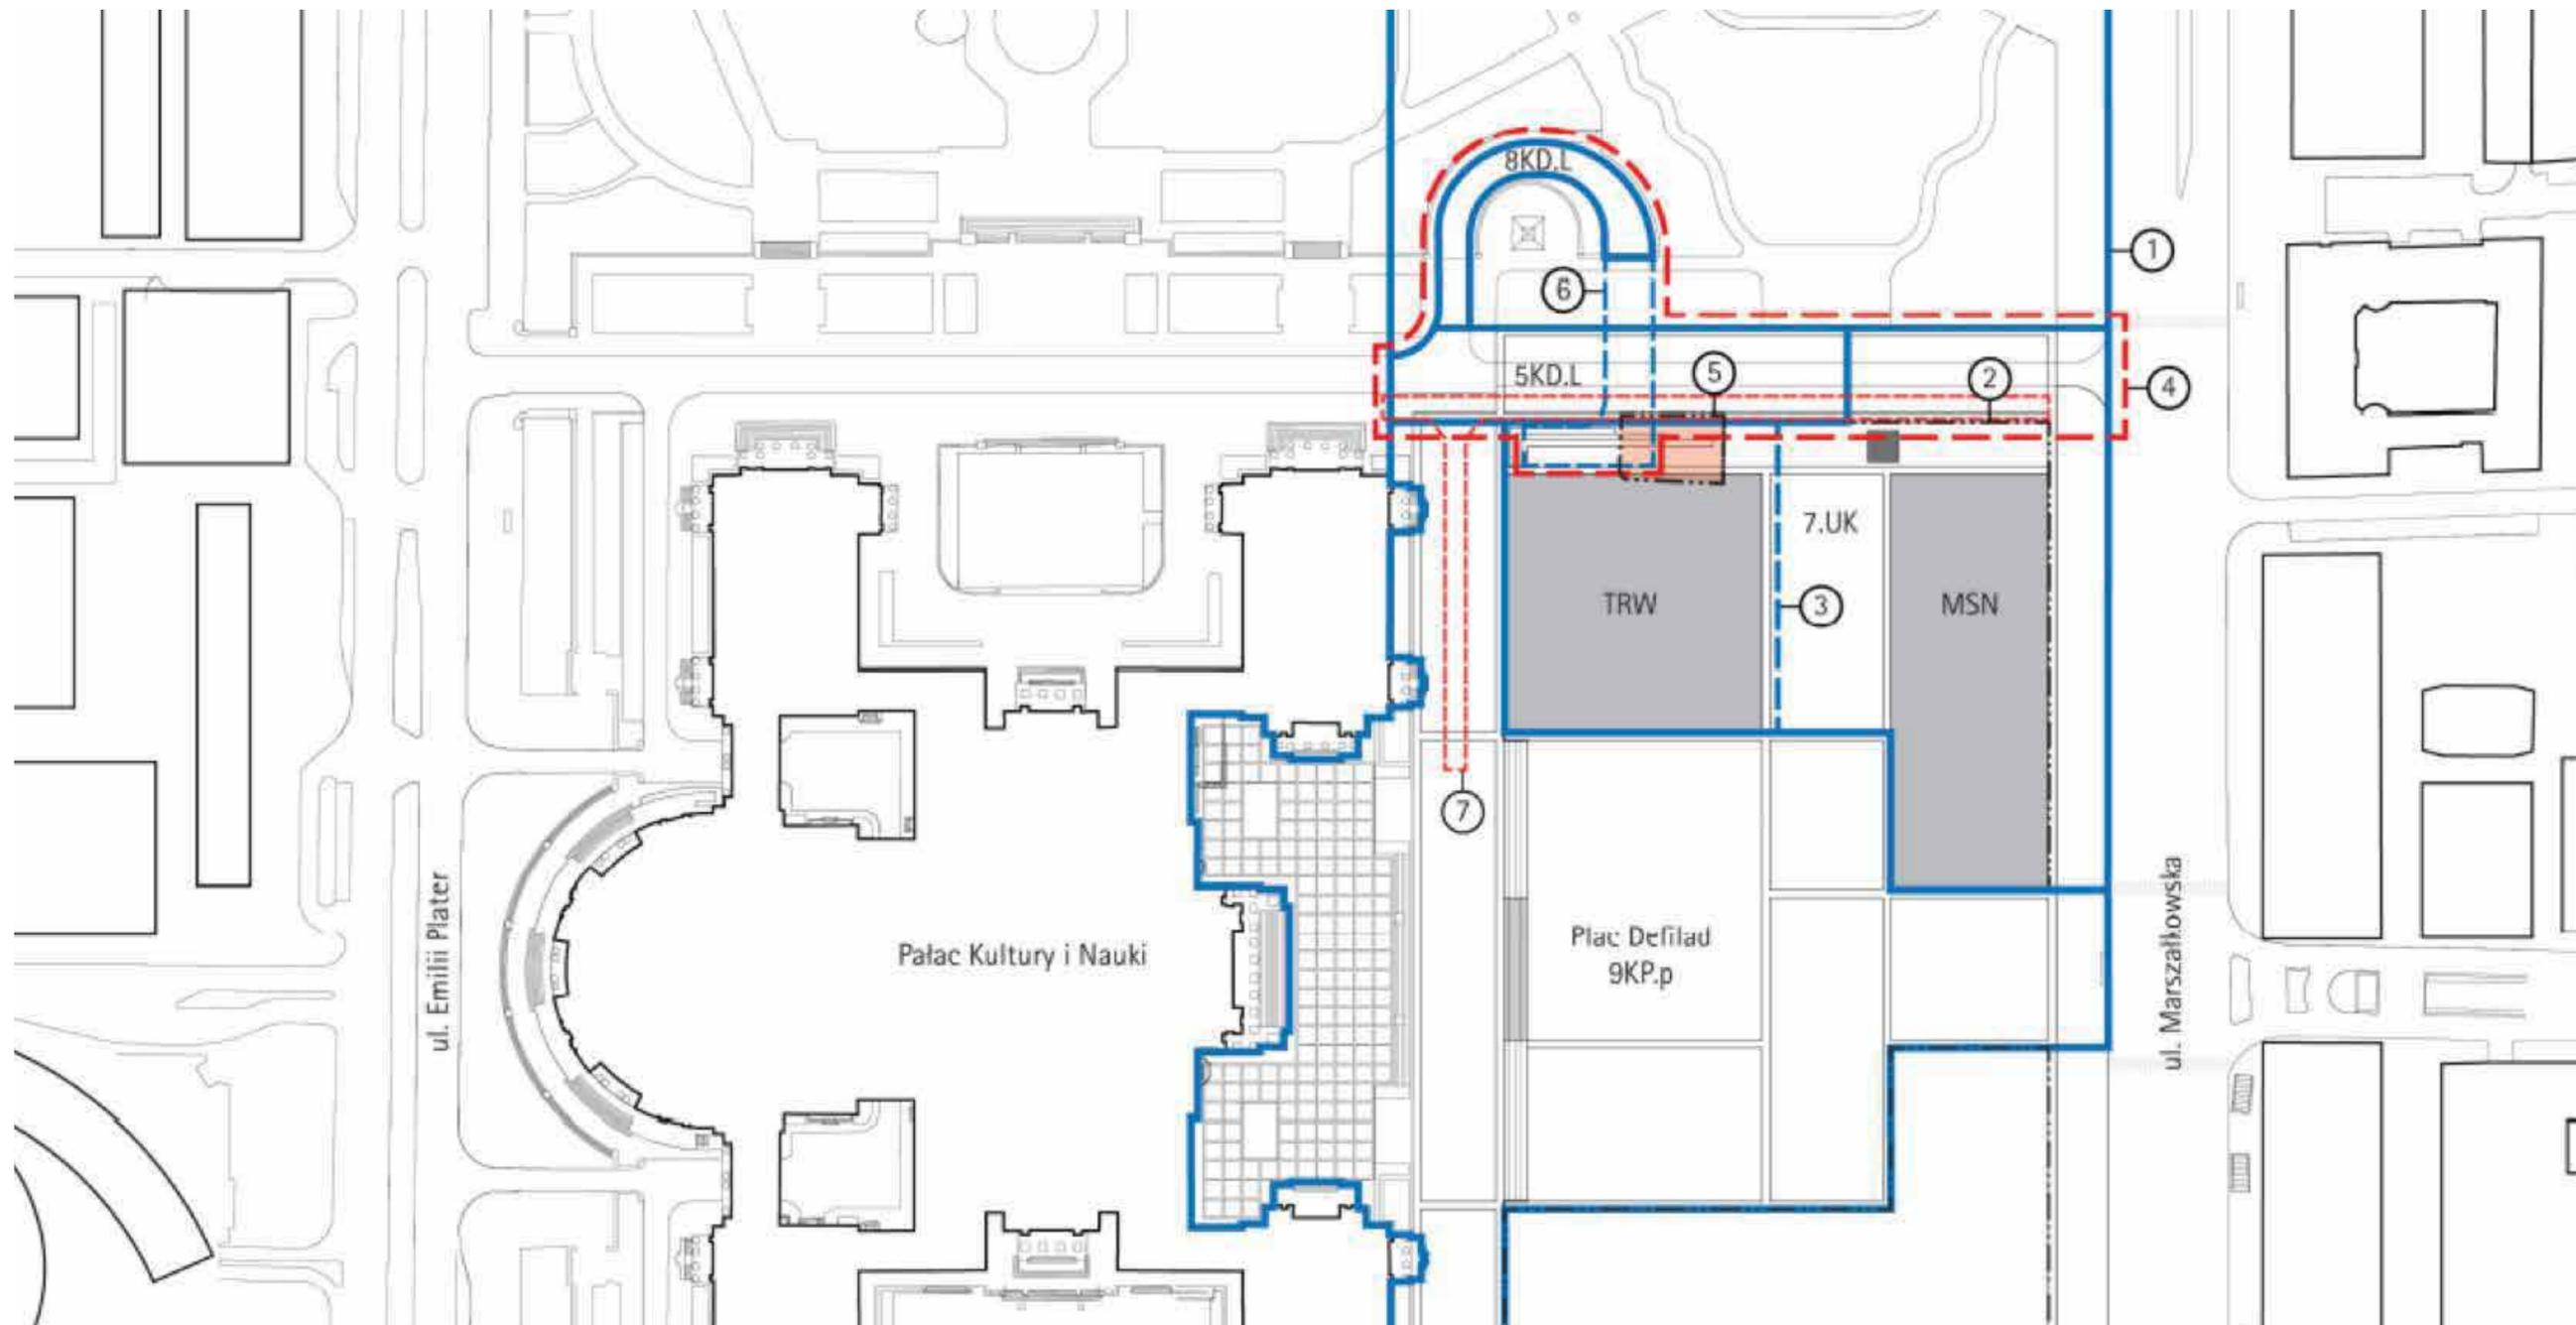 8KD.L
1
6
5KD.L
5
2
4
7.UK
TRW
3
MSN
7
ul. Emilii Plater
Pałac Kultury i Nauki
Plac Defilad
9KP.p
ul. Marszałkowska